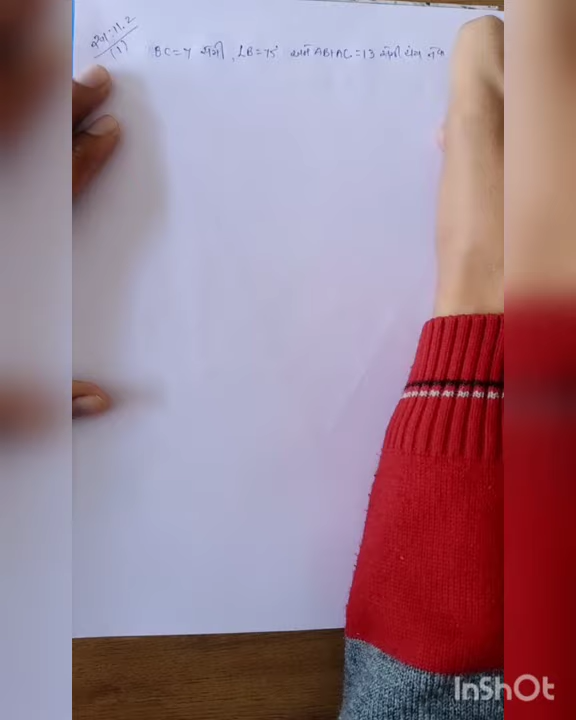 સ્વા-11.2
(1) BC = 7 સેમી, ∠B = 75° અને AB+AC = 13 સેમી હોય તેવ
InShOt